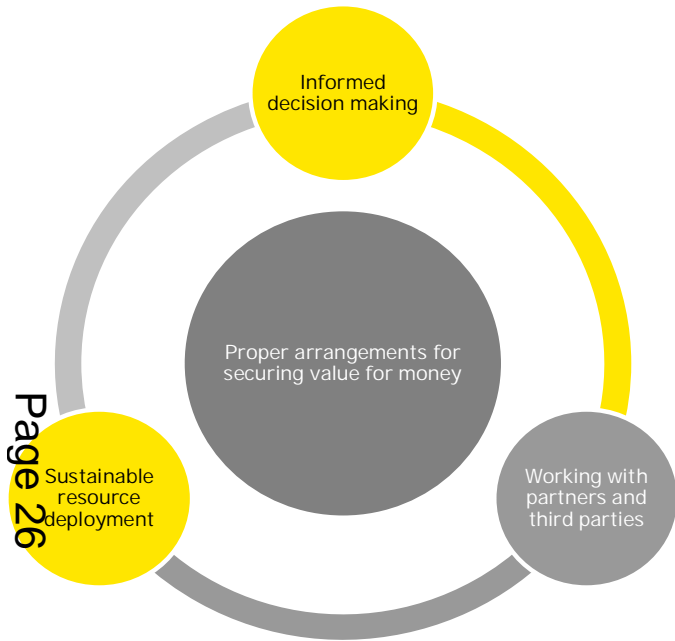 Informed
decision making
Proper arrangements for
securing value for money
Page 26
Sustainable
resource
deployment
Working with
partners and
third parties